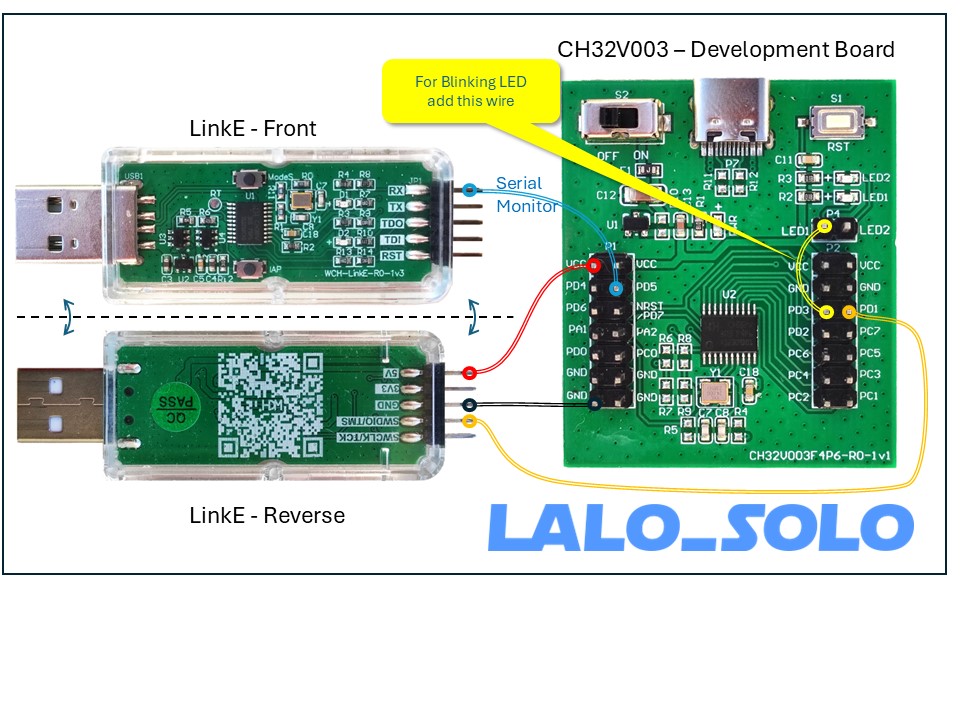 CH32V003 – Development Board
For Blinking LED
add this wire
LinkE - Front
Serial
Monitor
LinkE - Reverse
LALO_SOLO
USB1
RT
ModeS
R0
C7
R4 R8
JP1
RX
D1 R7
TX
R5 R6
U1
R3 R3
TDO
Y1
D2 R10
TDI
C18
R2
R13 R14
RST
U3
IAP
C3 U2 C5 C4
WCH-LinkE-R0-1v3
5V
3V3
GND
SWDIO/TMS
SWCLK/TCK
QC
PASS
S2
S1
OFF ON
P7
RST
C11
R11
R12
R3
LED2
R2
LED1
C12
U1
P4
LED1
LED2
P1
P2
VCC VCC
PD4 PD5
PD6 NRST
/PD7
PA1 PA2
PD0 PC0
GND GND
GND
VCC VCC
GND GND
PD3 PD1
PD2 PC7
PC6 PC5
PC4 PC3
PC2 PC1
U2
R6 R8
Y1 C18
R7 R9 C7 C8 R4
R5
CH32V003F4P6-R0-1v1